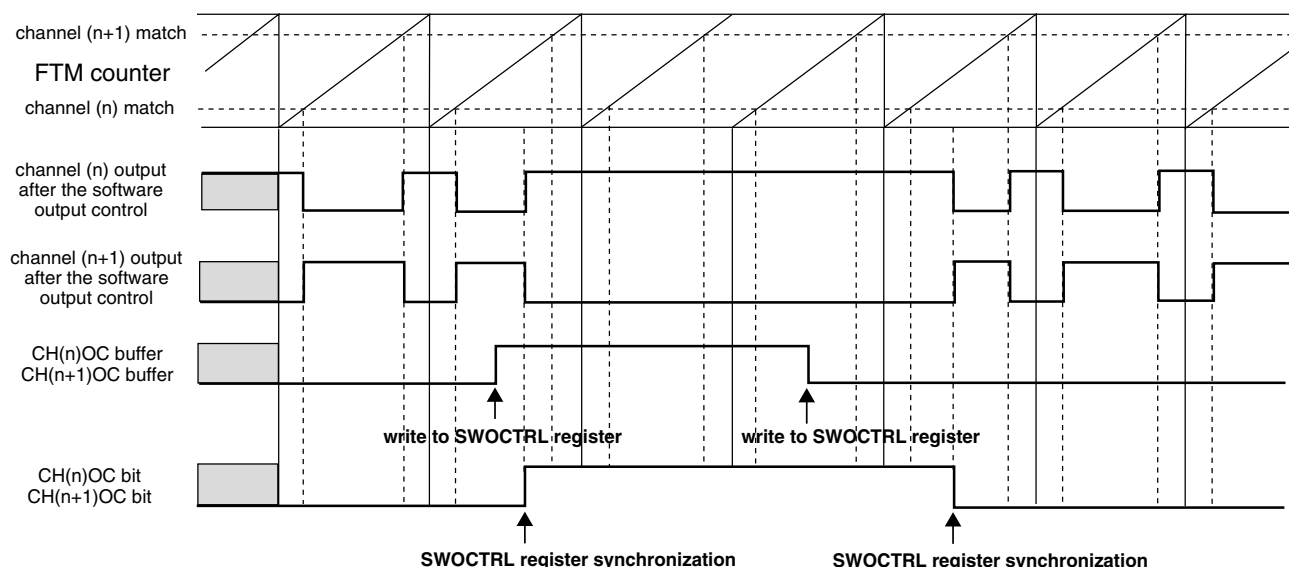 channel (n+1) match
FTM counter
channel (n) match
channel (n) output
after the software
output control
channel (n+1) output
after the software
output control
CH(n)OC buffer
CH(n+1)OC buffer
write to SWOCTRL register
write to SWOCTRL register
CH(n)OC bit
CH(n+1)OC bit
SWOCTRL register synchronization
SWOCTRL register synchronization